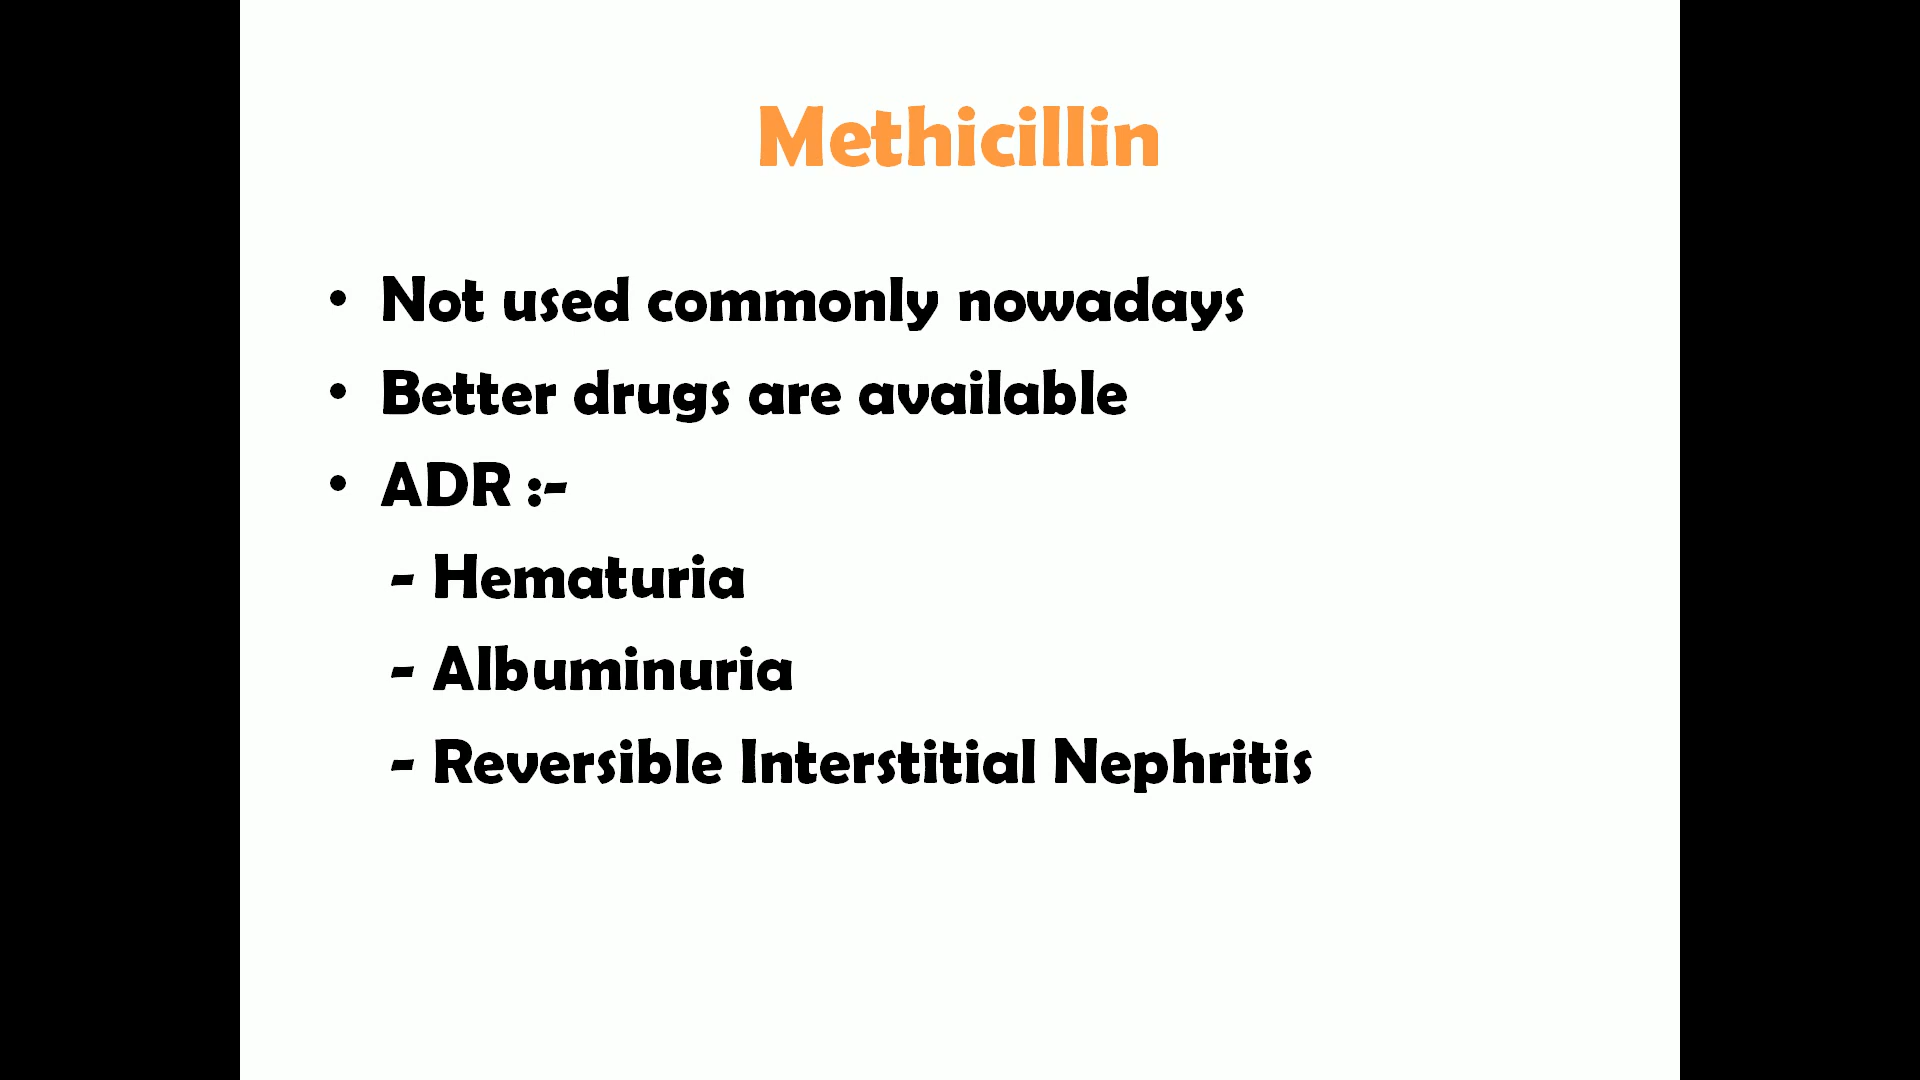 Methicillin
• Not used commonly nowadays
• Better drugs are available
• ADR :-
- Hematuria
- Albuminuria
- Reversible Interstitial Nephritis